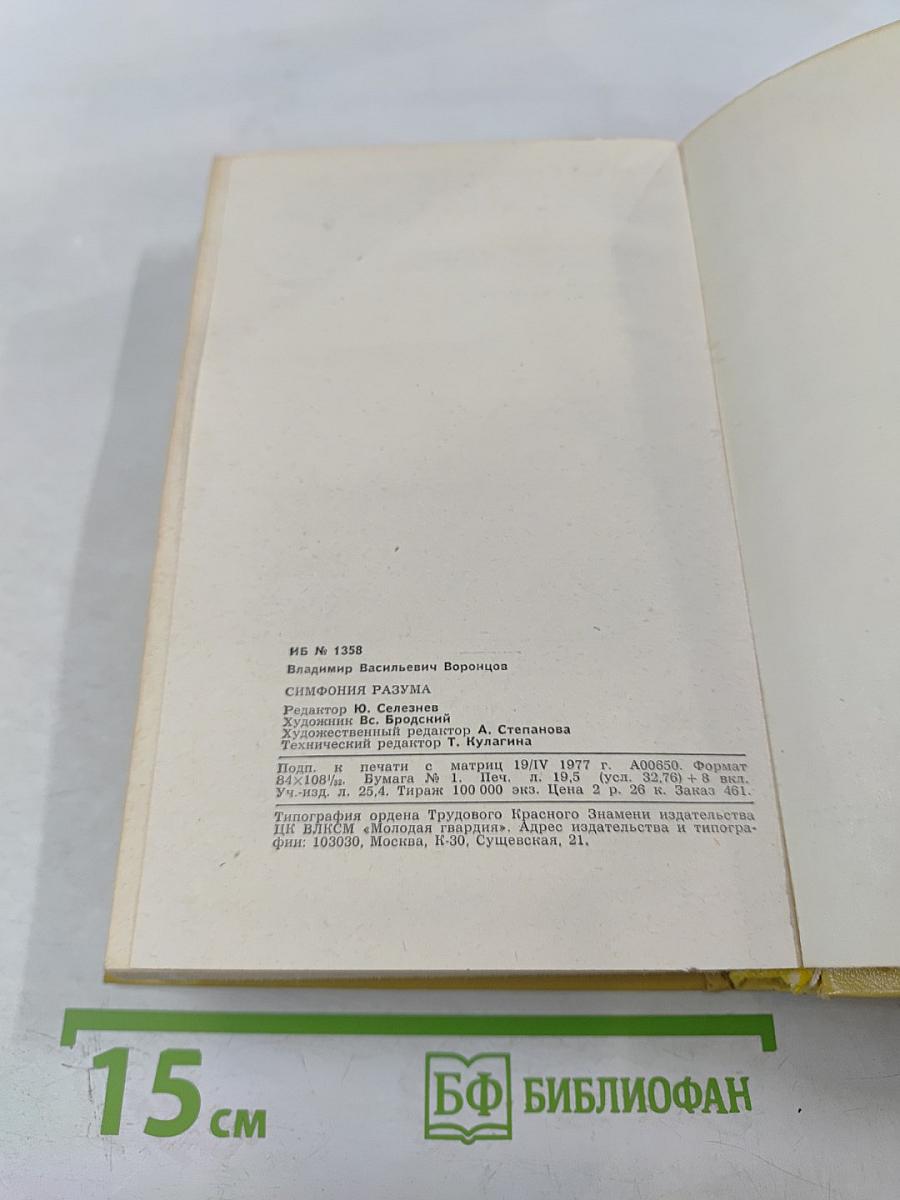 ИБ № 1358
Владимир Васильевич Воронцов
СИМФОНИЯ РАЗУМА
Редактор Ю. Селезнев
Художник Вс. Бродский
Художественный редактор А. Степанова
Технический редактор Т. Кулагина
Подп. к печати с матриц 19/IV 1977 г. А00650. Формат
84×108¹/₃₂. Бумага № 1. Печ. л. 19,5 (усл. 32,76) + 8 вкл.
Уч.-изд. л. 25,4. Тираж 100 000 экз. Цена 2 р. 26 к. Заказ 461.
Типография ордена Трудового Красного Знамени издательства
ЦК ВЛКСМ «Молодая гвардия». Адрес издательства и типогра-
фии: 103030, Москва, К-30, Сущевская, 21.
15 см
БФ БИБЛИОФАН